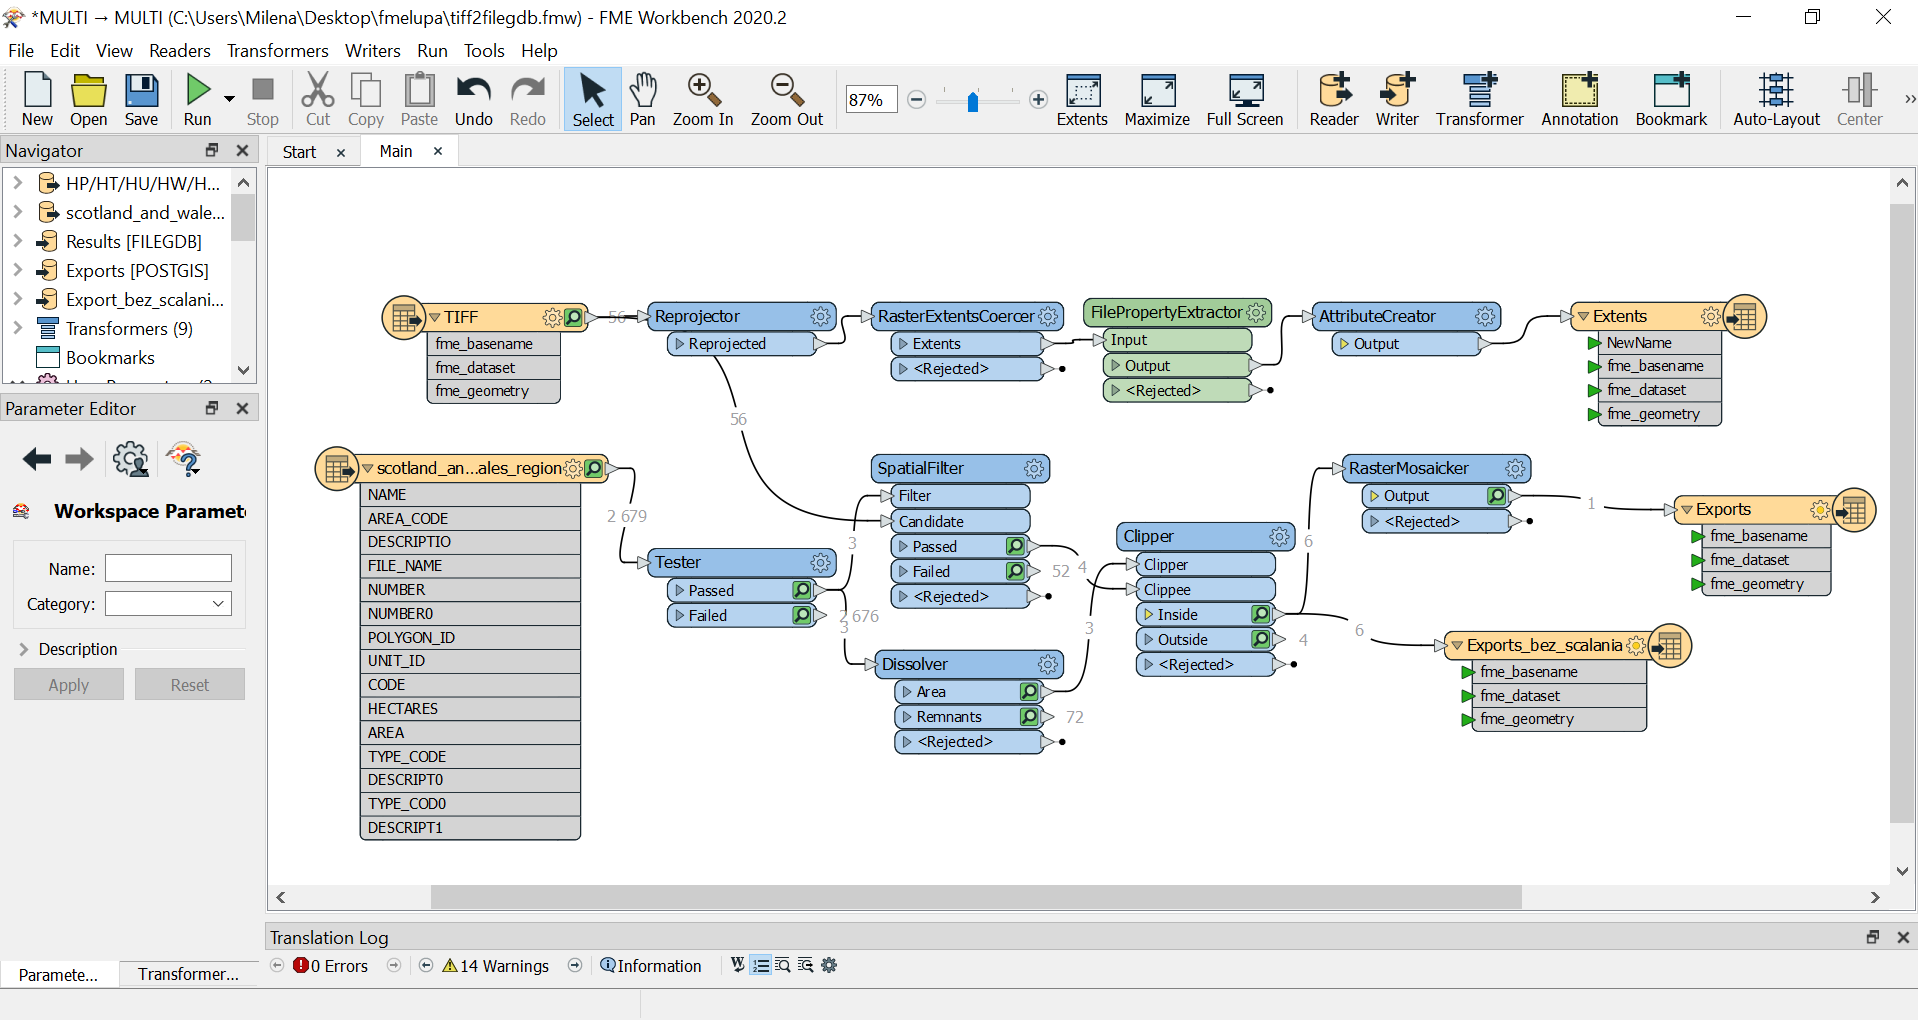 *MULTI → MULTI (C:\Users\Milena\Desktop\fmelupa\tiff2filegdb.fmw) - FME Workbench 2020.2
File Edit View Readers Transformers Writers Run Tools Help
New Open Save Run Stop Cut Copy Paste Undo Redo Select Pan Zoom In Zoom Out 87% Extents Maximize Full Screen Reader Writer Transformer Annotation Bookmark Auto-Layout Center »
Navigator
HP/HT/HU/HW/H...
scotland_and_wale...
Results [FILEGDB]
Exports [POSTGIS]
Export_bez_scalani...
Transformers (9)
Bookmarks
Parameter Editor
Workspace Paramet
Name:
Category:
Description
Apply Reset
Paramete... Transformer...
Start Main
TIFF
fme_basename
fme_dataset
fme_geometry
56
Reprojector
Reprojected
56
RasterExtentsCoercer
Extents
<Rejected>
FilePropertyExtractor
Input
Output
<Rejected>
AttributeCreator
Output
Extents
NewName
fme_basename
fme_dataset
fme_geometry
scotland_an...ales_region
NAME
AREA_CODE
DESCRIPTIO
FILE_NAME
NUMBER
NUMBER0
POLYGON_ID
UNIT_ID
CODE
HECTARES
AREA
TYPE_CODE
DESCRIPT0
TYPE_COD0
DESCRIPT1
2 679
Tester
Passed
Failed
2 676
3
3
SpatialFilter
Filter
Candidate
Passed
Failed
<Rejected>
4
52
Dissolver
Area
Remnants
<Rejected>
3
72
Clipper
Clipper
Clippee
Inside
Outside
<Rejected>
6
6
4
RasterMosaicker
Output
<Rejected>
1
Exports
fme_basename
fme_dataset
fme_geometry
Exports_bez_scalania
fme_basename
fme_dataset
fme_geometry
Translation Log
0 Errors 14 Warnings Information